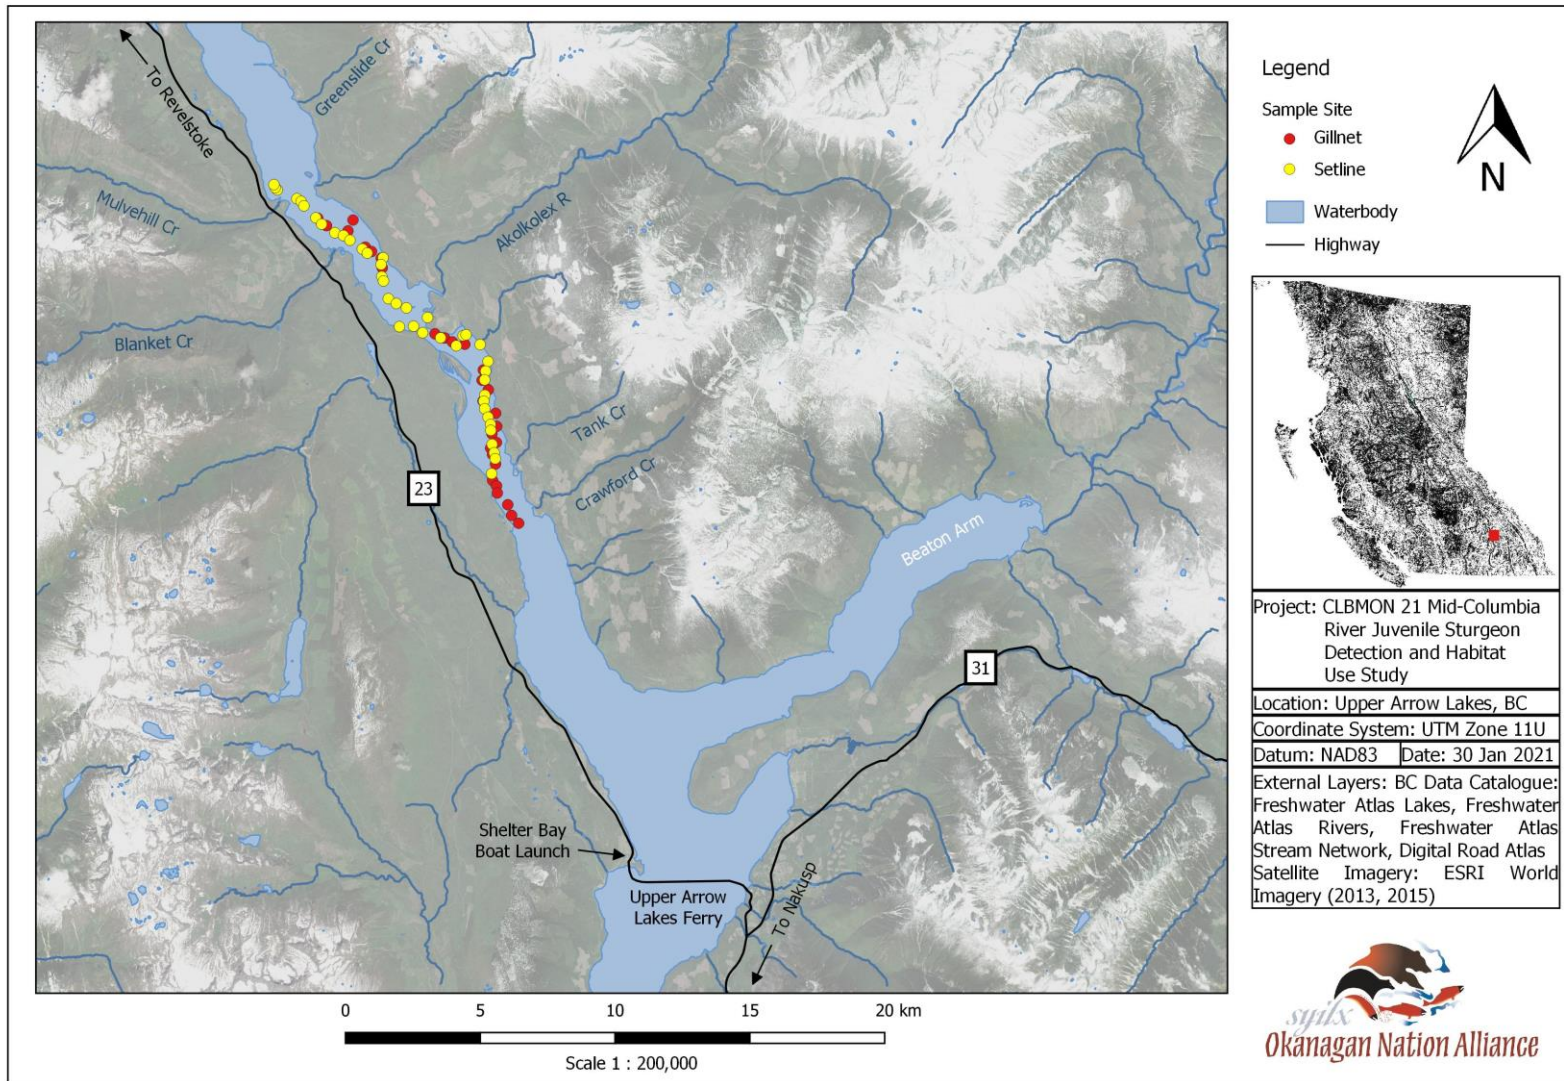 To Revelstoke
Greenslide Cr
Mulvehill Cr
Akolkolex R
Blanket Cr
Tank Cr
Crawford Cr
23
Beaton Arm
31
Shelter Bay
Boat Launch
Upper Arrow
Lakes Ferry
To Nakusp
0 5 10 15 20 km
Scale 1 : 200,000
Legend
Sample Site
Gillnet
Setline
Waterbody
Highway
N
Project: CLBMON 21 Mid-Columbia
River Juvenile Sturgeon
Detection and Habitat
Use Study
Location: Upper Arrow Lakes, BC
Coordinate System: UTM Zone 11U
Datum: NAD83 Date: 30 Jan 2021
External Layers: BC Data Catalogue:
Freshwater Atlas Lakes, Freshwater
Atlas Rivers, Freshwater Atlas
Stream Network, Digital Road Atlas
Satellite Imagery: ESRI World
Imagery (2013, 2015)
syilx
Okanagan Nation Alliance